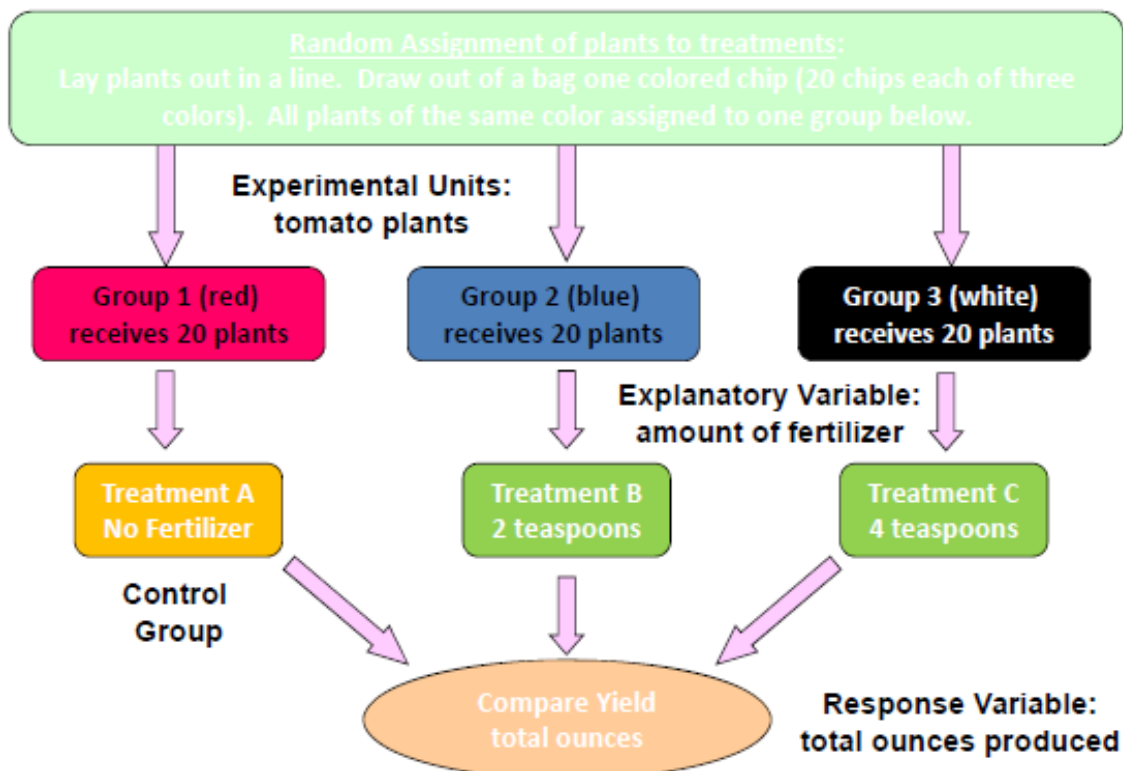 Random Assignment of plants to treatments:
Lay plants out in a line. Draw out of a bag one colored chip (20 chips each of three
colors). All plants of the same color assigned to one group below.
Experimental Units:
tomato plants
Group 1 (red)
receives 20 plants
Group 2 (blue)
receives 20 plants
Group 3 (white)
receives 20 plants
Explanatory Variable:
amount of fertilizer
Treatment A
No Fertilizer
Treatment B
2 teaspoons
Treatment C
4 teaspoons
Control
Group
Compare Yield
total ounces
Response Variable:
total ounces produced